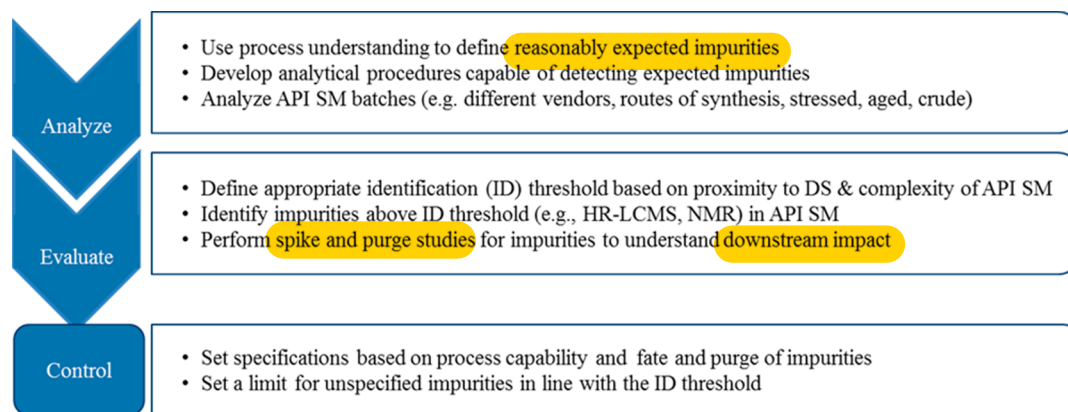 • Use process understanding to define reasonably expected impurities
• Develop analytical procedures capable of detecting expected impurities
• Analyze API SM batches (e.g. different vendors, routes of synthesis, stressed, aged, crude)
Analyze
• Define appropriate identification (ID) threshold based on proximity to DS & complexity of API SM
• Identify impurities above ID threshold (e.g., HR-LCMS, NMR) in API SM
• Perform spike and purge studies for impurities to understand downstream impact
Evaluate
• Set specifications based on process capability and fate and purge of impurities
• Set a limit for unspecified impurities in line with the ID threshold
Control